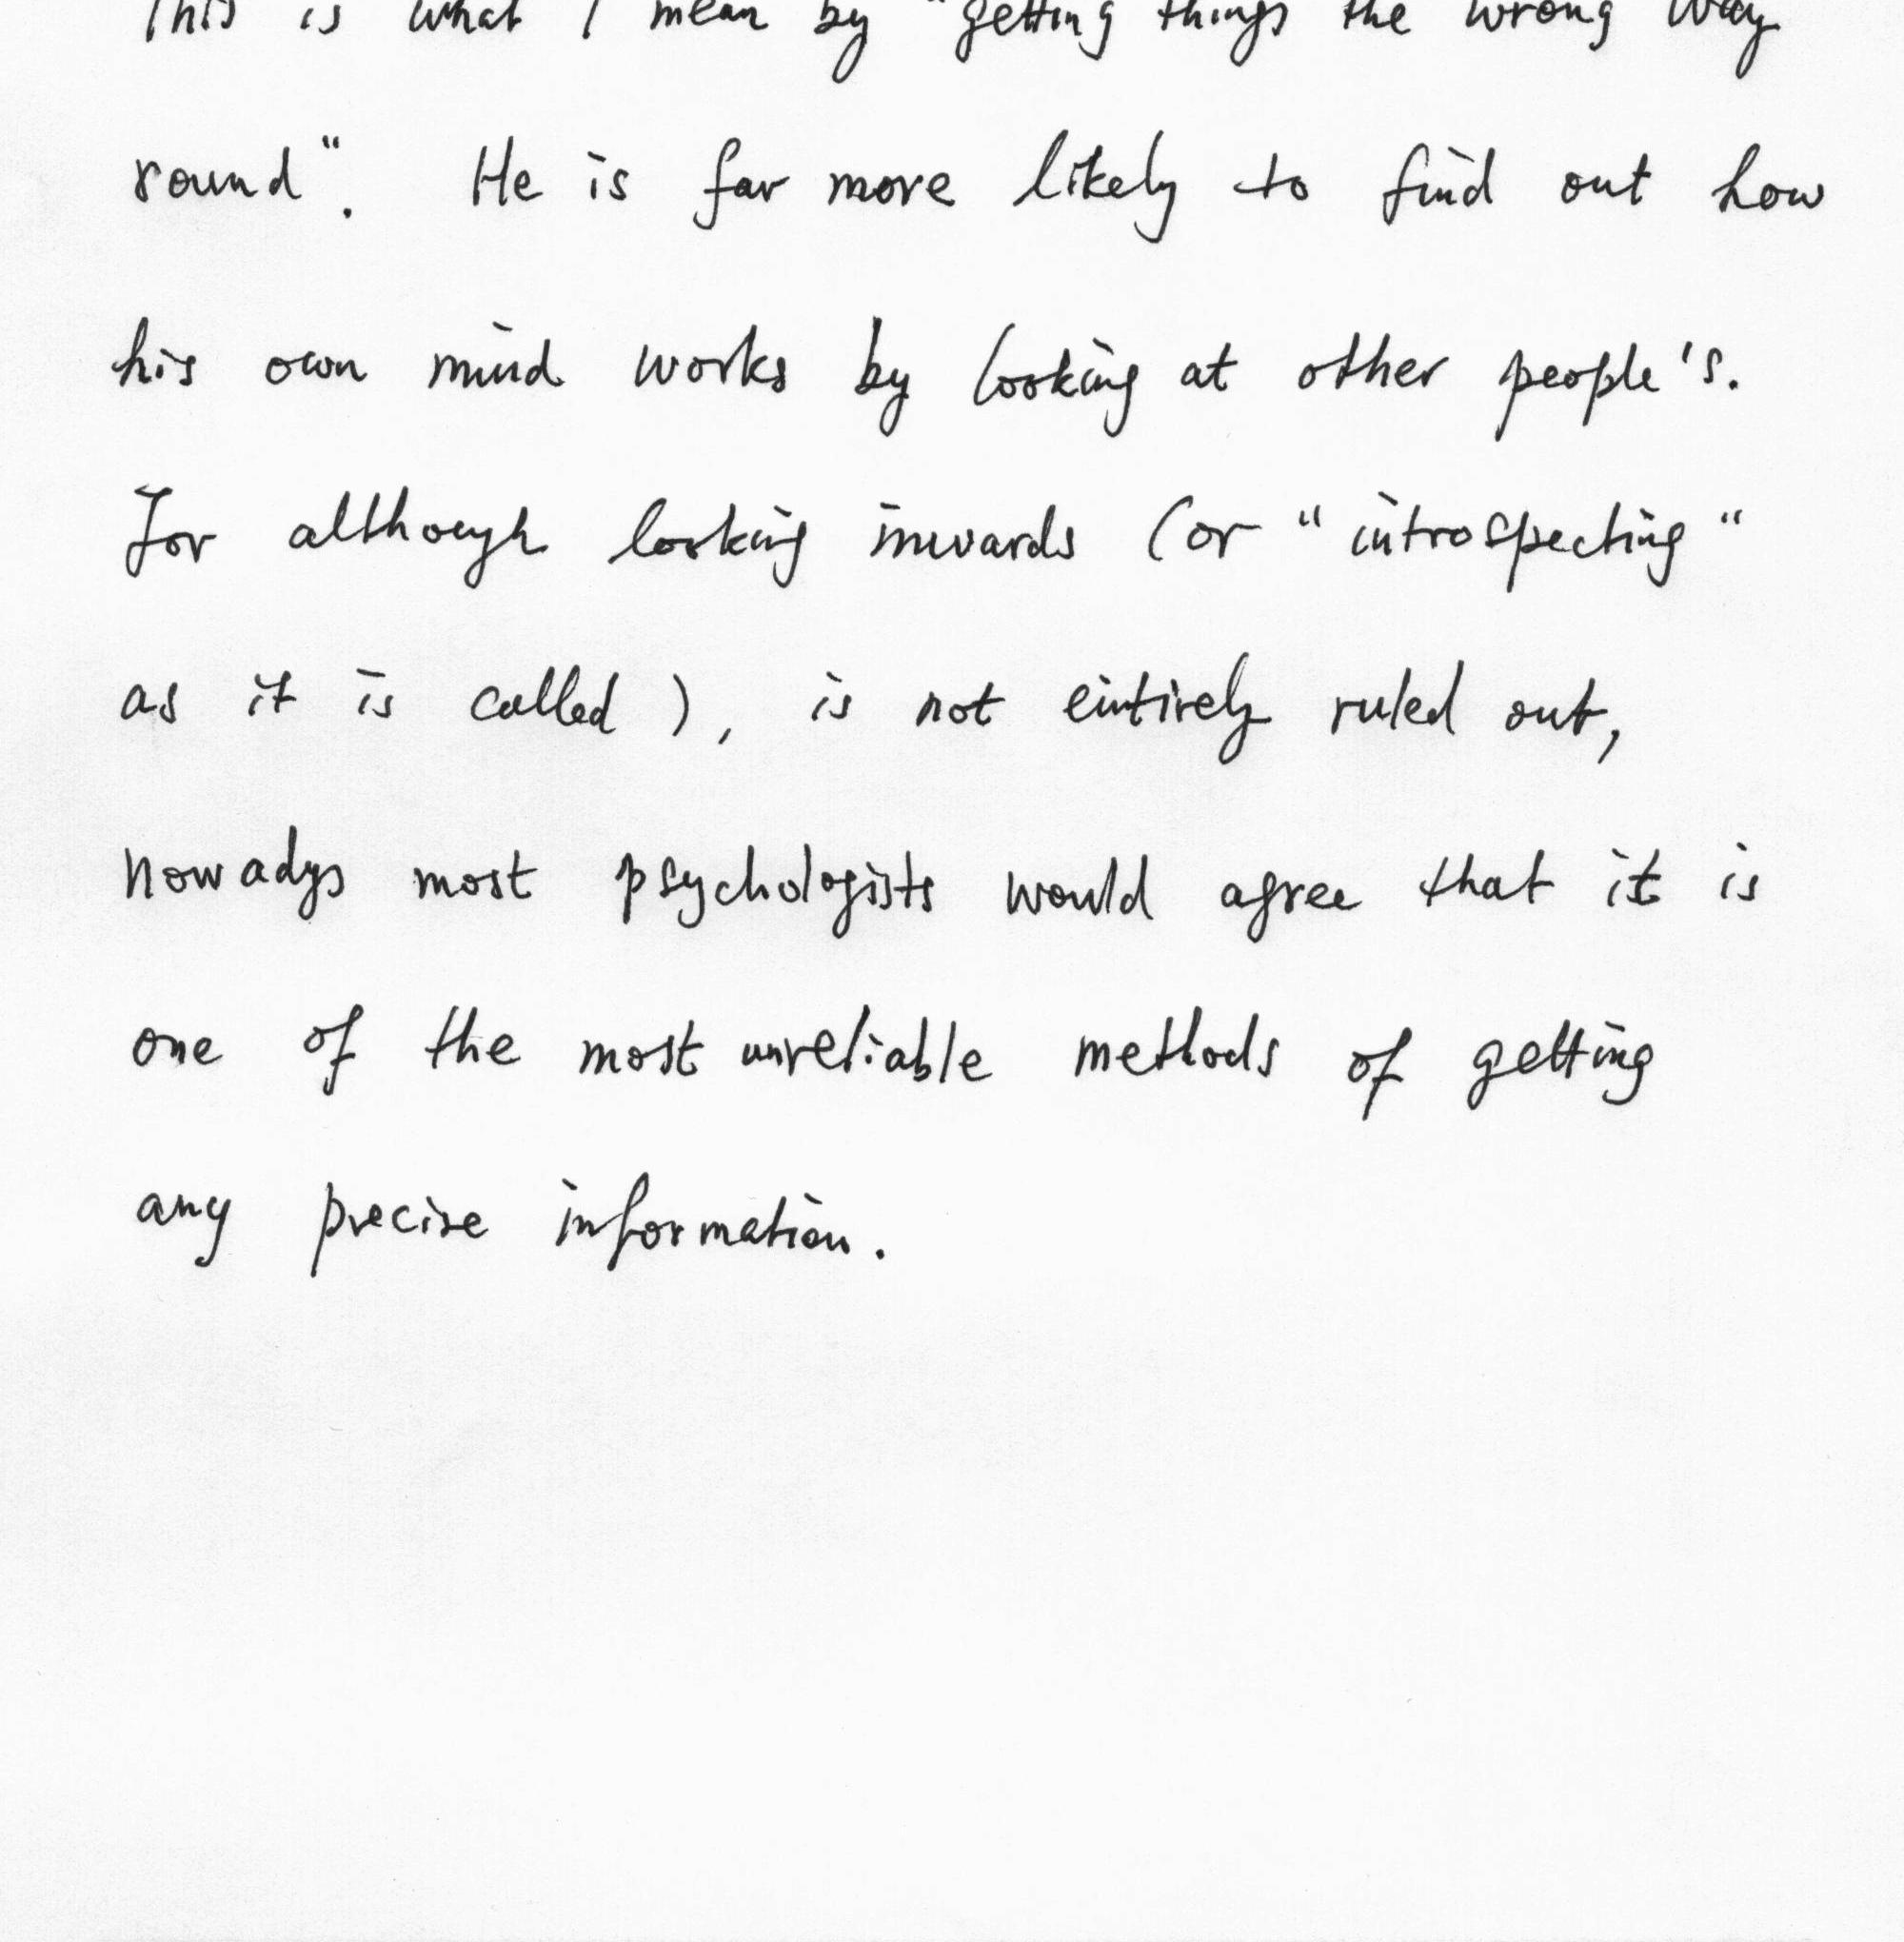 This is what I mean by "getting things the wrong way
round". He is far more likely to find out how
his own mind works by looking at other people's.
For although looking inwards (or "introspecting"
as it is called), is not eintirely ruled out,
nowadys most psychologists would agree that it is
one of the most unreliable methods of getting
any precise information.